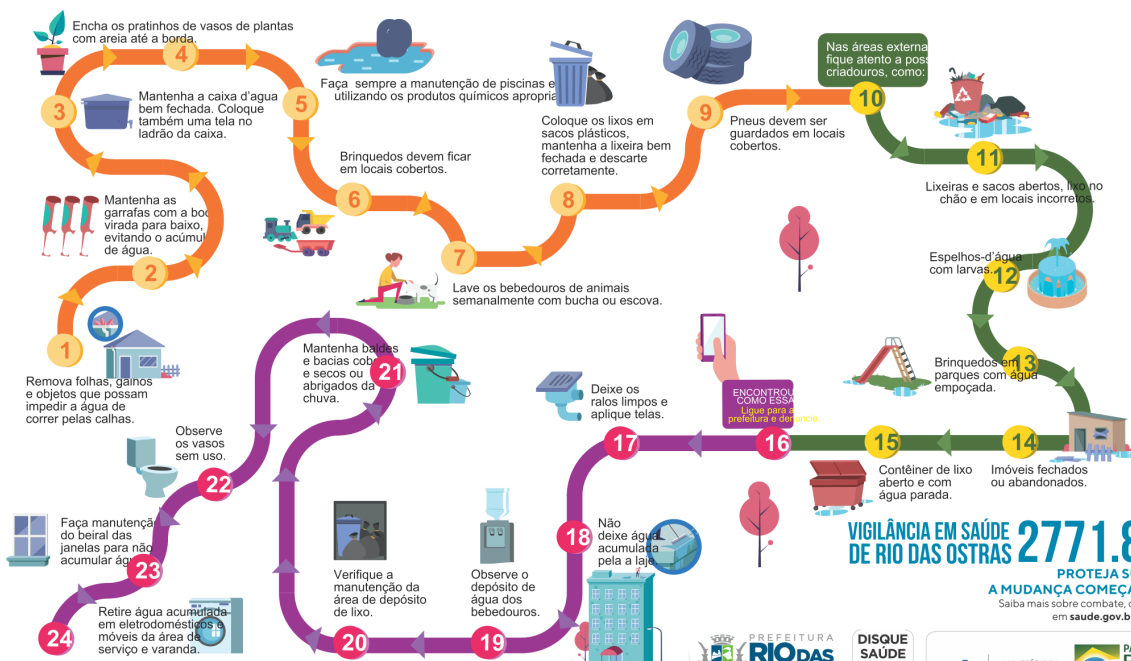 1
Remova folhas, galhos
e objetos que possam
impedir a água de
correr pelas calhas.
2
Mantenha as
garrafas com a boc
virada para baixo,
evitando o acúmul
de água.
3
Mantenha a caixa d'agua
bem fechada. Coloque
também uma tela no
ladrão da caixa.
4
Encha os pratinhos de vasos de plantas
com areia até a borda.
5
Faça sempre a manutenção de piscinas e
utilizando os produtos químicos apropria
6
Brinquedos devem ficar
em locais cobertos.
7
Lave os bebedouros de animais
semanalmente com bucha ou escova.
8
Coloque os lixos em
sacos plásticos,
mantenha a lixeira bem
fechada e descarte
corretamente.
9
Pneus devem ser
guardados em locais
cobertos.
Nas áreas externa
fique atento a poss
criadouros, como:
10
11
Lixeiras e sacos abertos, lixo no
chão e em locais incorretos.
12
Espelhos-d'água
com larvas.
13
Brinquedos em
parques com água
empoçada.
14
Imóveis fechados
ou abandonados.
15
Contêiner de lixo
aberto e com
água parada.
ENCONTROU
COMO ESSA
Ligue para a
prefeitura e denuncie.
16
17
Deixe os
ralos limpos e
aplique telas.
18
Não
deixe água
acumulada
pela a laje.
19
Observe o
depósito de
água dos
bebedouros.
20
Verifique a
manutenção da
área de depósito
de lixo.
21
Mantenha baldes
e bacias cob
e secos ou
abrigados da
chuva.
22
Observe
os vasos
sem uso.
23
Faça manutençã
do beiral das
janelas para não
acumular águ
24
Retire água acumulada
em eletrodomésticos e
móveis da área de
serviço e varanda.
VIGILÂNCIA EM SAÚDE
DE RIO DAS OSTRAS
2771.8
PROTEJA SU
A MUDANÇA COMEÇA
Saiba mais sobre combate, c
em saude.gov.b
PREFEITURA
RIO DAS
DISQUE
SAÚDE